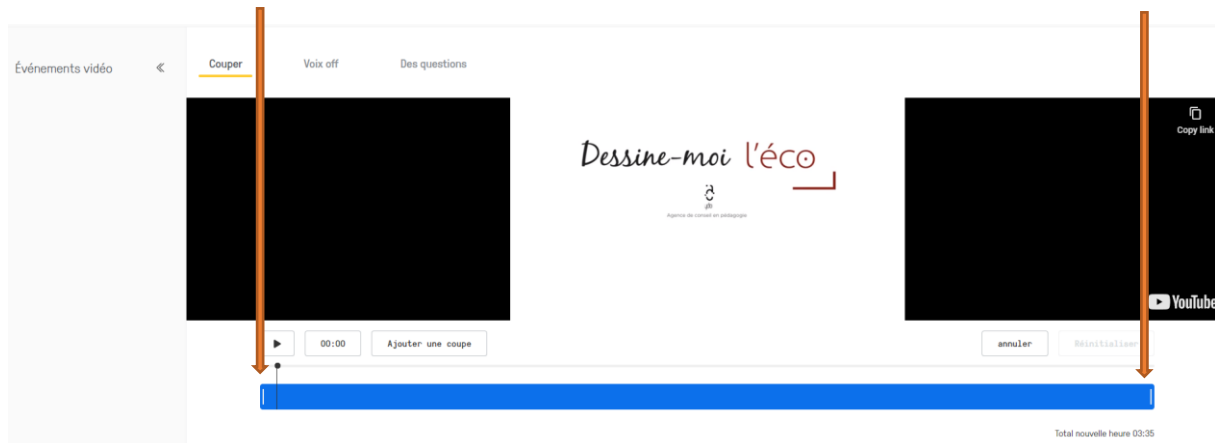 Événements vidéo
Couper
Voix off
Des questions
Copy link
Dessine-moi l'éco
Agence de conseil en pédagogie
YouTube
00:00
Ajouter une coupe
annuler
Réinitialiser
Total nouvelle heure 03:35